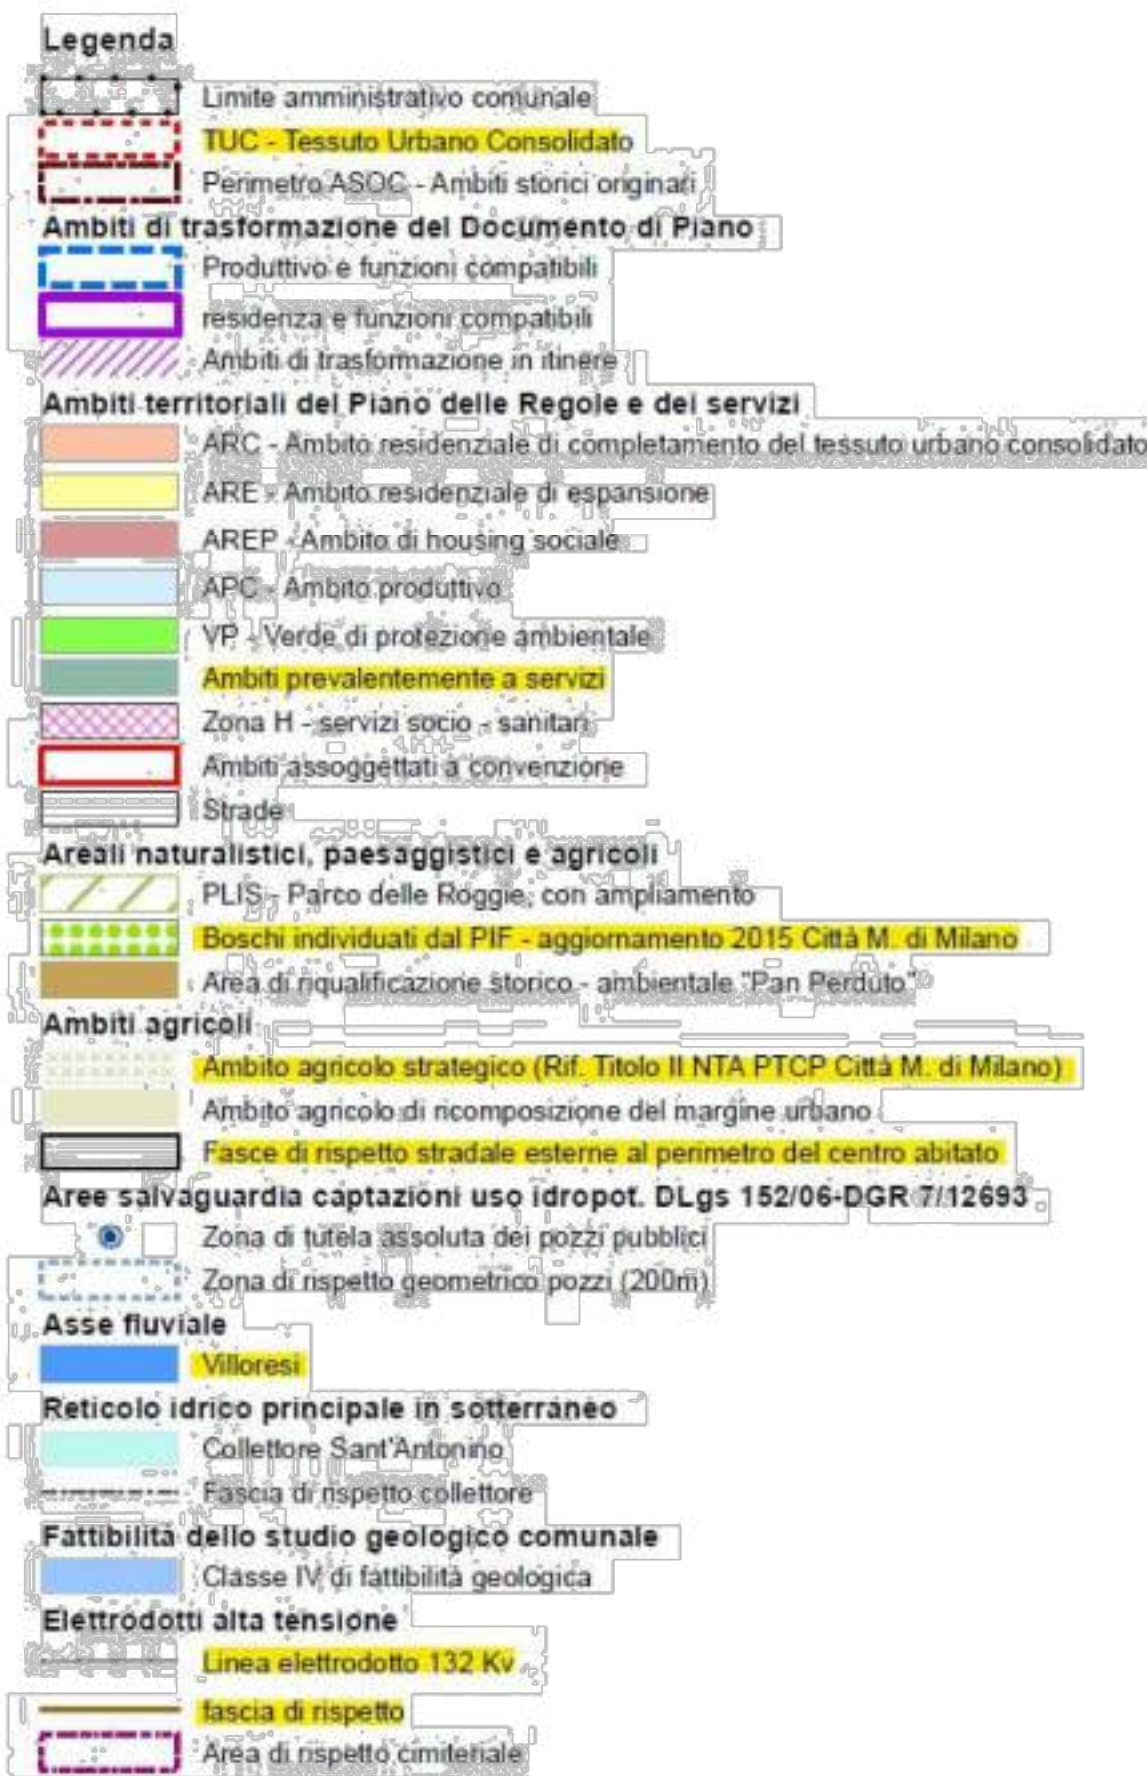 Legenda
Limite amministrativo comunale
TUC - Tessuto Urbano Consolidato
Perimetro ASOC - Ambiti storici originari
Ambiti di trasformazione del Documento di Piano
Produttivo e funzioni compatibili
residenza e funzioni compatibili
Ambiti di trasformazione in itinere
Ambiti territoriali del Piano delle Regole e dei servizi
ARC - Ambito residenziale di completamento del tessuto urbano consolidato
ARE - Ambito residenziale di espansione
AREP - Ambito di housing sociale
APC - Ambito produttivo
VP - Verde di protezione ambientale
Ambiti prevalentemente a servizi
Zona H - servizi socio - sanitari
Ambiti assoggettati a convenzione
Strade
Areali naturalistici, paesaggistici e agricoli
PLIS - Parco delle Roggie, con ampliamento
Boschi individuati dal PIF - aggiornamento 2015 Città M. di Milano
Area di riqualificazione storico - ambientale "Pan Perduto"
Ambiti agricoli
Ambito agricolo strategico (Rif. Titolo II NTA PTCP Città M. di Milano)
Ambito agricolo di ricomposizione del margine urbano
Fasce di rispetto stradale esterne al perimetro del centro abitato
Aree salvaguardia captazioni uso idropot. DLgs 152/06-DGR 7/12693
Zona di tutela assoluta dei pozzi pubblici
Zona di rispetto geometrico pozzi (200m)
Asse fluviale
Villoresi
Reticolo idrico principale in sotterraneo
Collettore Sant'Antonino
Fascia di rispetto collettore
Fattibilità dello studio geologico comunale
Classe IV di fattibilità geologica
Elettrodotti alta tensione
Linea elettrodotto 132 Kv
fascia di rispetto
Area di rispetto cimiteriale